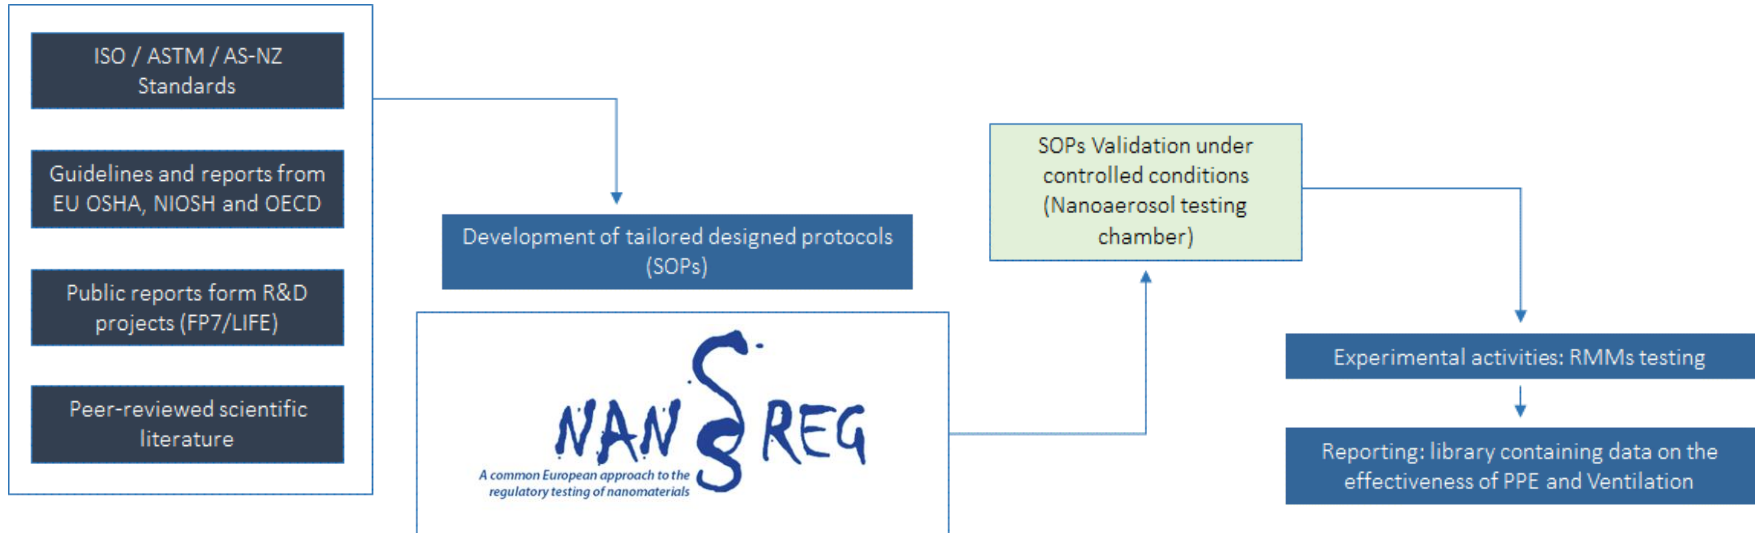 ISO / ASTM / AS-NZ
Standards
Guidelines and reports from
EU OSHA, NIOSH and OECD
Public reports form R&D
projects (FP7/LIFE)
Peer-reviewed scientific
literature
Development of tailored designed protocols
(SOPs)
NANOREG
A common European approach to the
regulatory testing of nanomaterials
SOPs Validation under
controlled conditions
(Nanoaerosol testing
chamber)
Experimental activities: RMMs testing
Reporting: library containing data on the
effectiveness of PPE and Ventilation